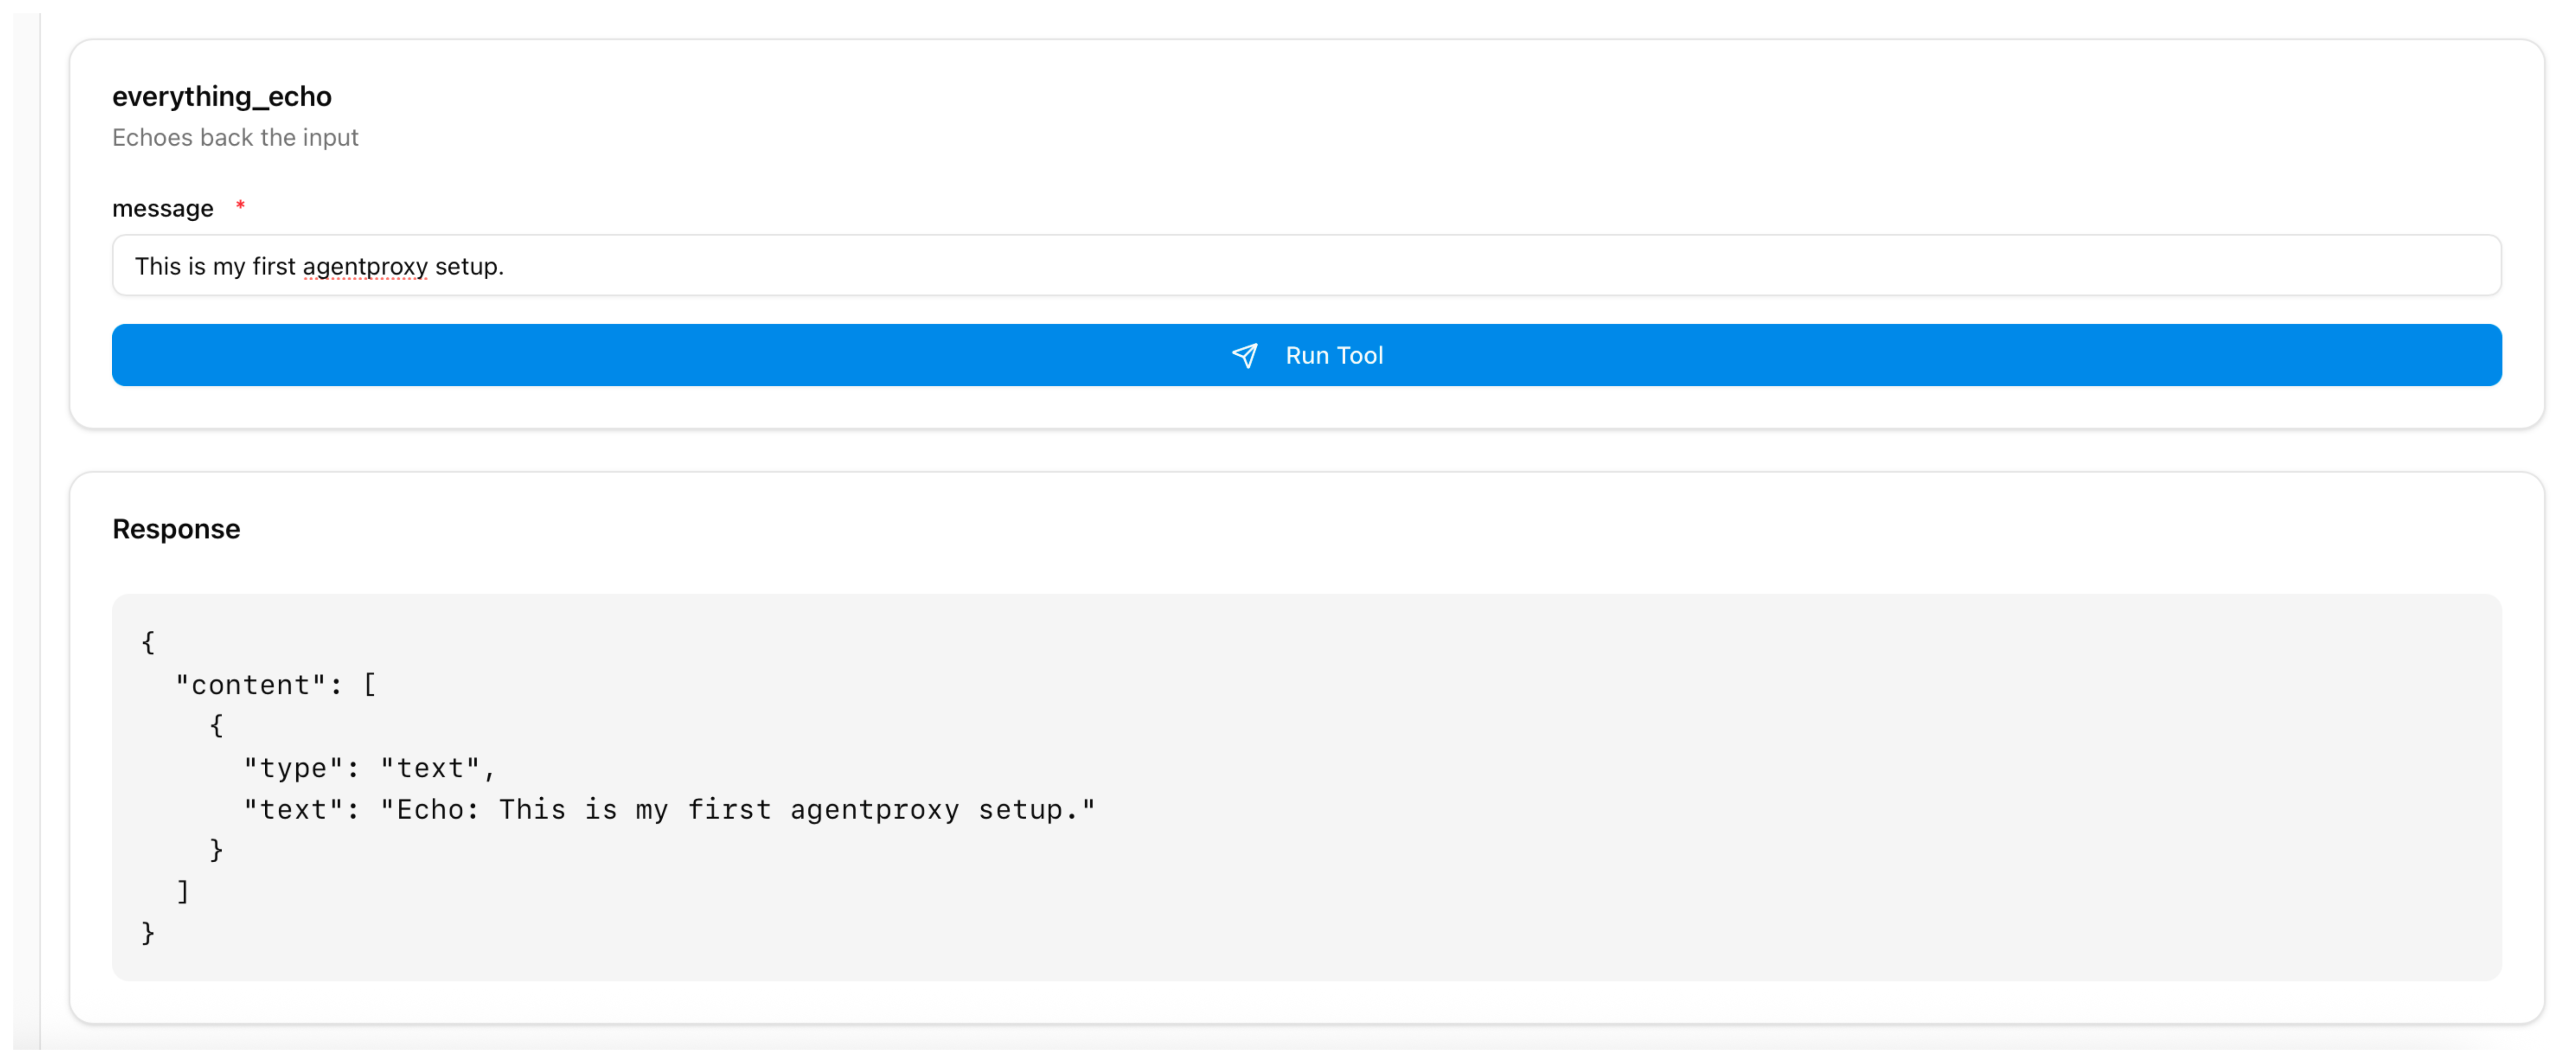 everything_echo
Echoes back the input
message *
This is my first agentproxy setup.
Run Tool
Response
{
  "content": [
    {
      "type": "text",
      "text": "Echo: This is my first agentproxy setup."
    }
  ]
}